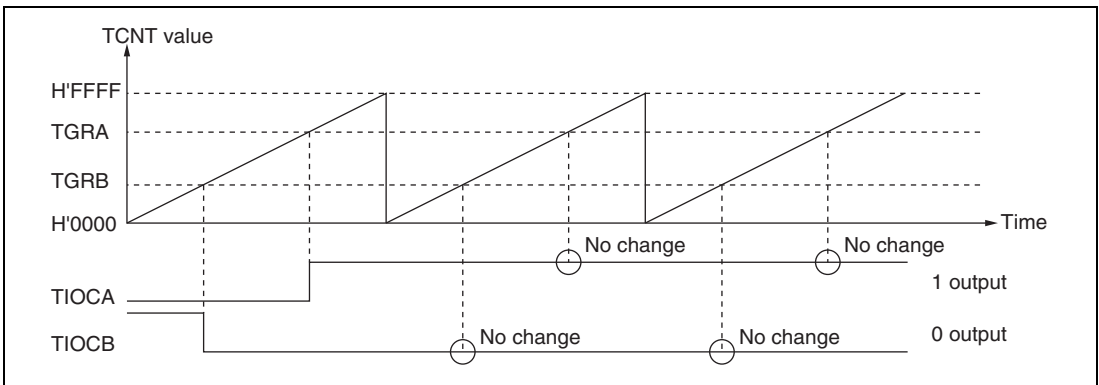 TCNT value
H'FFFF
TGRA
TGRB
H'0000
Time
No change
No change
TIOCA
1 output
TIOCB
No change
No change
0 output